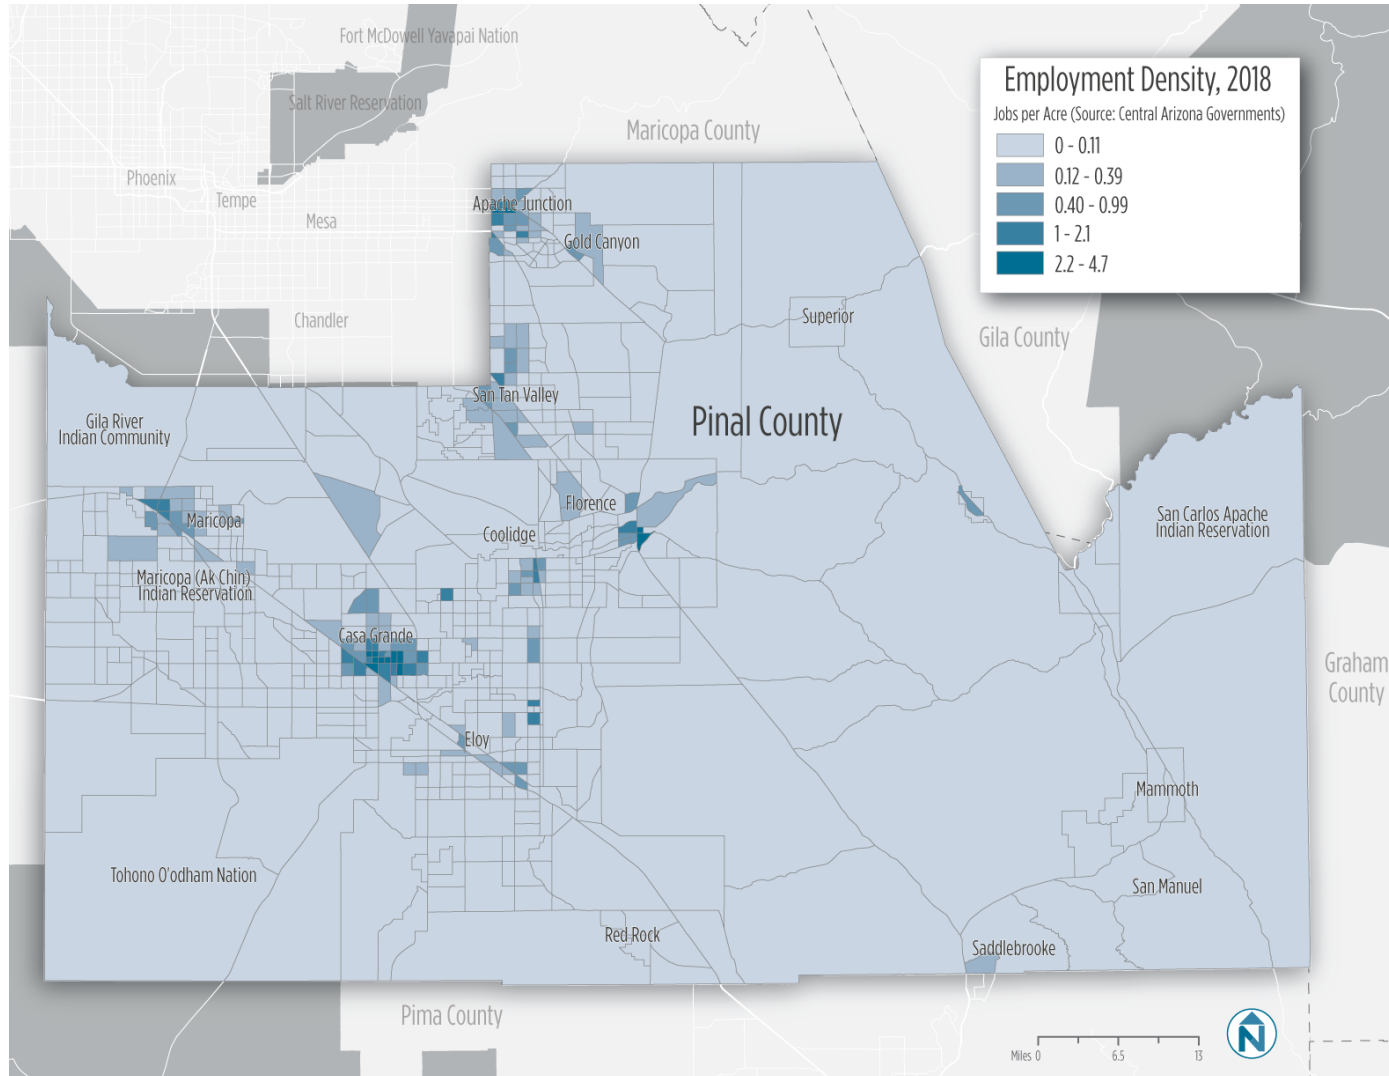 Fort McDowell Yavapai Nation
Salt River Reservation
Maricopa County
Phoenix
Tempe
Mesa
Chandler
Employment Density, 2018
Jobs per Acre (Source: Central Arizona Governments)
0 - 0.11
0.12 - 0.39
0.40 - 0.99
1 - 2.1
2.2 - 4.7
Apache Junction
Gold Canyon
Superior
Gila County
San Tan Valley
Pinal County
Gila River
Indian Community
Florence
Coolidge
Maricopa
San Carlos Apache
Indian Reservation
Maricopa (Ak Chin)
Indian Reservation
Casa Grande
Graham
County
Eloy
Mammoth
Tohono O'odham Nation
San Manuel
Red Rock
Saddlebrooke
Pima County
Miles 0 6.5 13
N